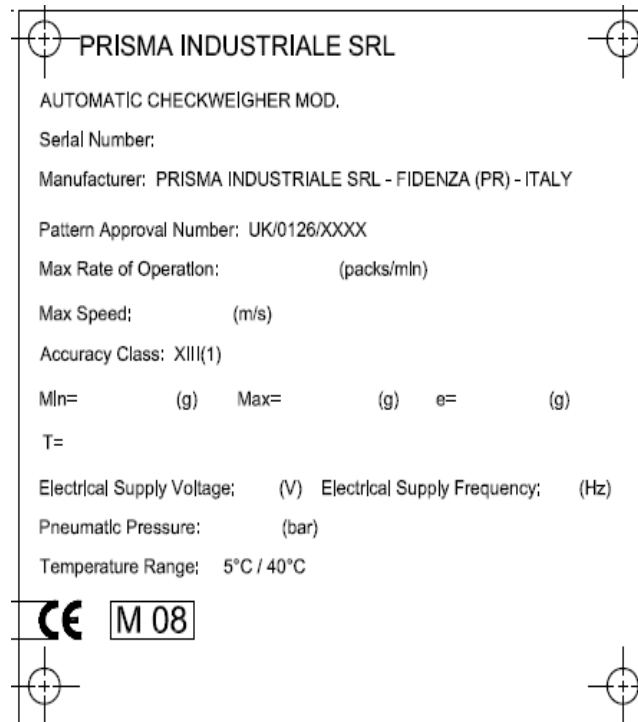 PRISMA INDUSTRIALE SRL
AUTOMATIC CHECKWEIGHER MOD.
Serial Number:
Manufacturer: PRISMA INDUSTRIALE SRL - FIDENZA (PR) - ITALY
Pattern Approval Number: UK/0126/XXXX
Max Rate of Operation: (packs/min)
Max Speed: (m/s)
Accuracy Class: XIII(1)
Min= (g) Max= (g) e= (g)
T=
Electrical Supply Voltage: (V) Electrical Supply Frequency: (Hz)
Pneumatic Pressure: (bar)
Temperature Range: 5°C / 40°C
CE M 08